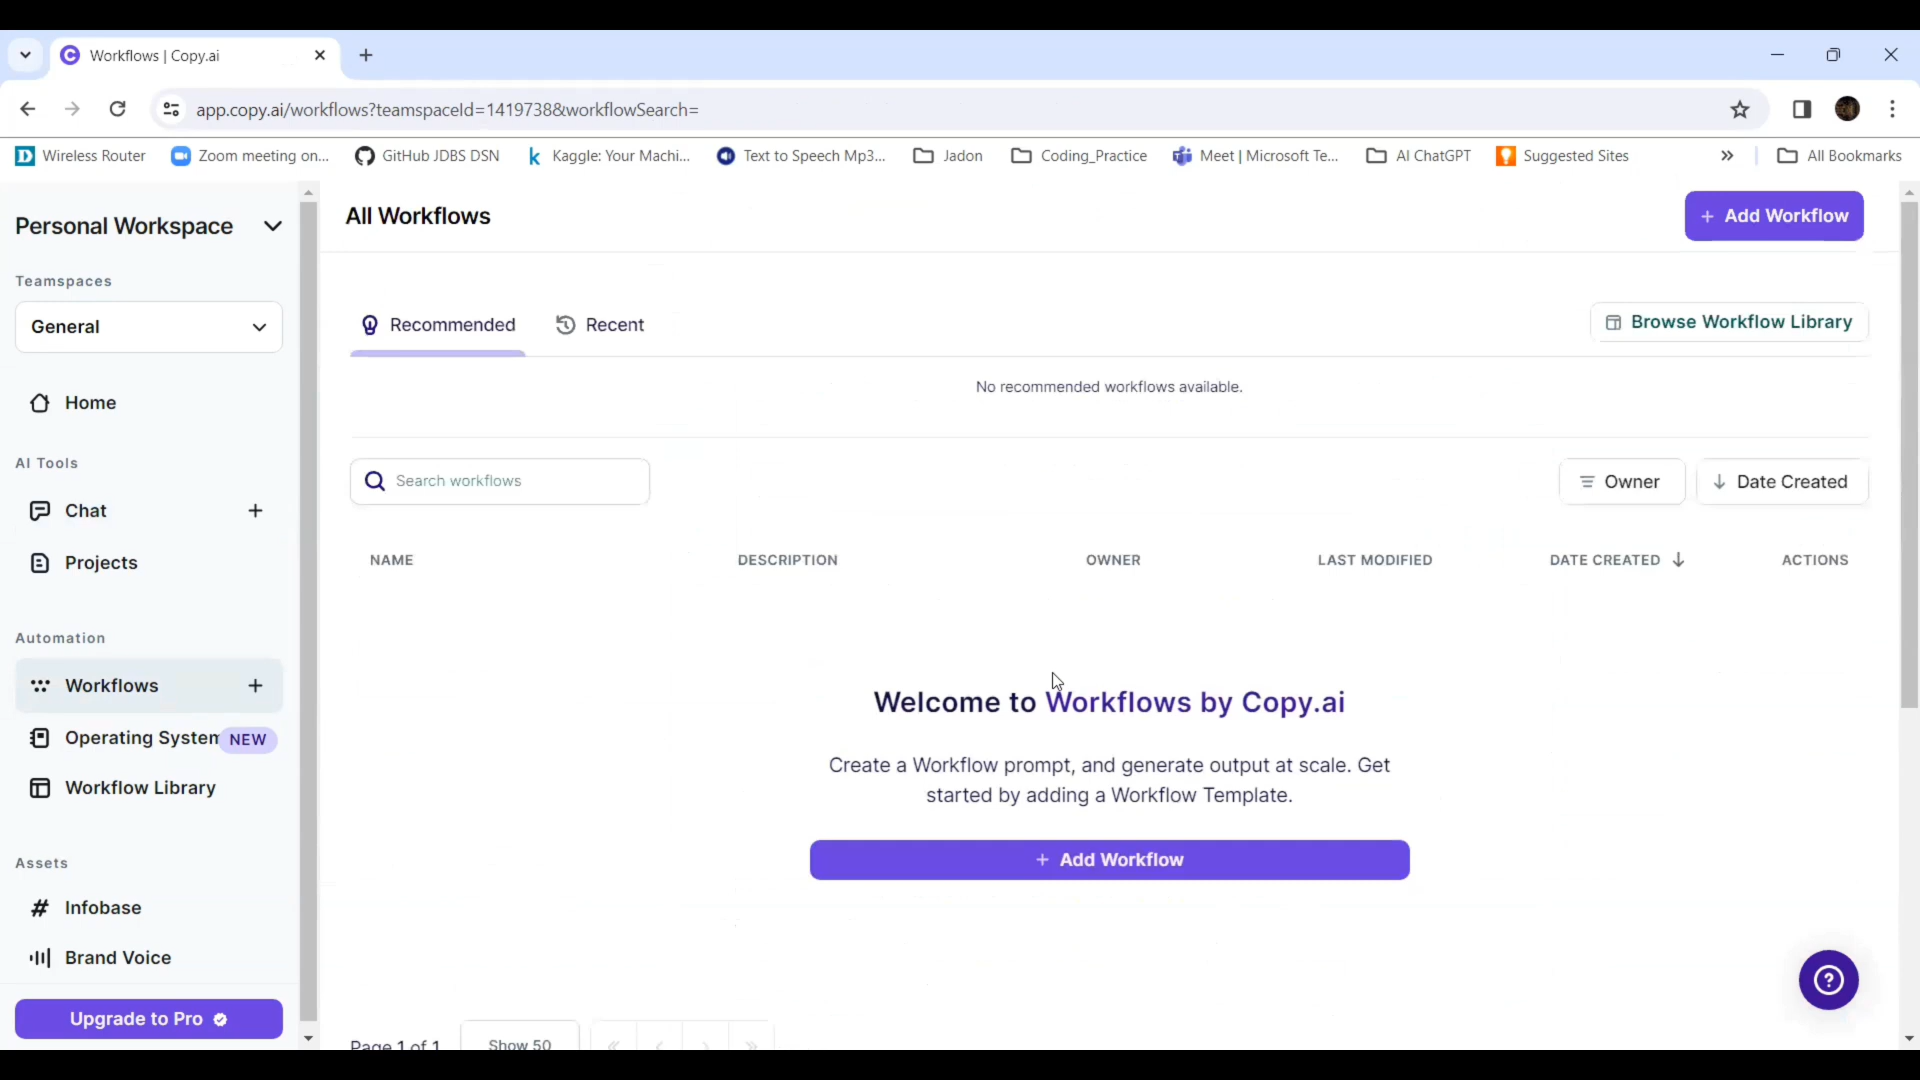 Workflows | Copy.ai
app.copy.ai/workflows?teamspaceId=1419738&workflowSearch=
Wireless Router
Zoom meeting on...
GitHub JDBS DSN
Kaggle: Your Machi...
Text to Speech Mp3...
Jadon
Coding_Practice
Meet | Microsoft Te...
AI ChatGPT
Suggested Sites
»
All Bookmarks
Personal Workspace
Teamspaces
General
Home
AI Tools
Chat +
Projects
Automation
Workflows +
Operating System NEW
Workflow Library
Assets
# Infobase
Brand Voice
Upgrade to Pro
All Workflows
+ Add Workflow
Recommended
Recent
Browse Workflow Library
No recommended workflows available.
Search workflows
Owner
↓ Date Created
NAME DESCRIPTION OWNER LAST MODIFIED DATE CREATED ↓ ACTIONS
Welcome to Workflows by Copy.ai
Create a Workflow prompt, and generate output at scale. Get
started by adding a Workflow Template.
+ Add Workflow
Page 1 of 1
Show 50
« ‹ › »